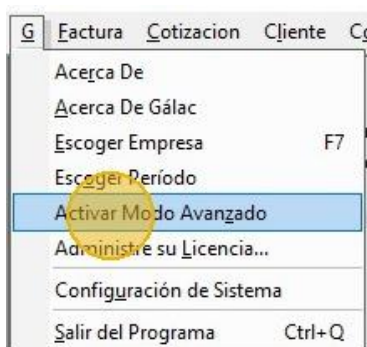 G Factura Cotizacion Cliente
Acerca De
Acerca De Gálac
Escoger Empresa F7
Escoger Período
Activar Modo Avanzado
Administre su Licencia...
Configuración de Sistema
Salir del Programa Ctrl+Q